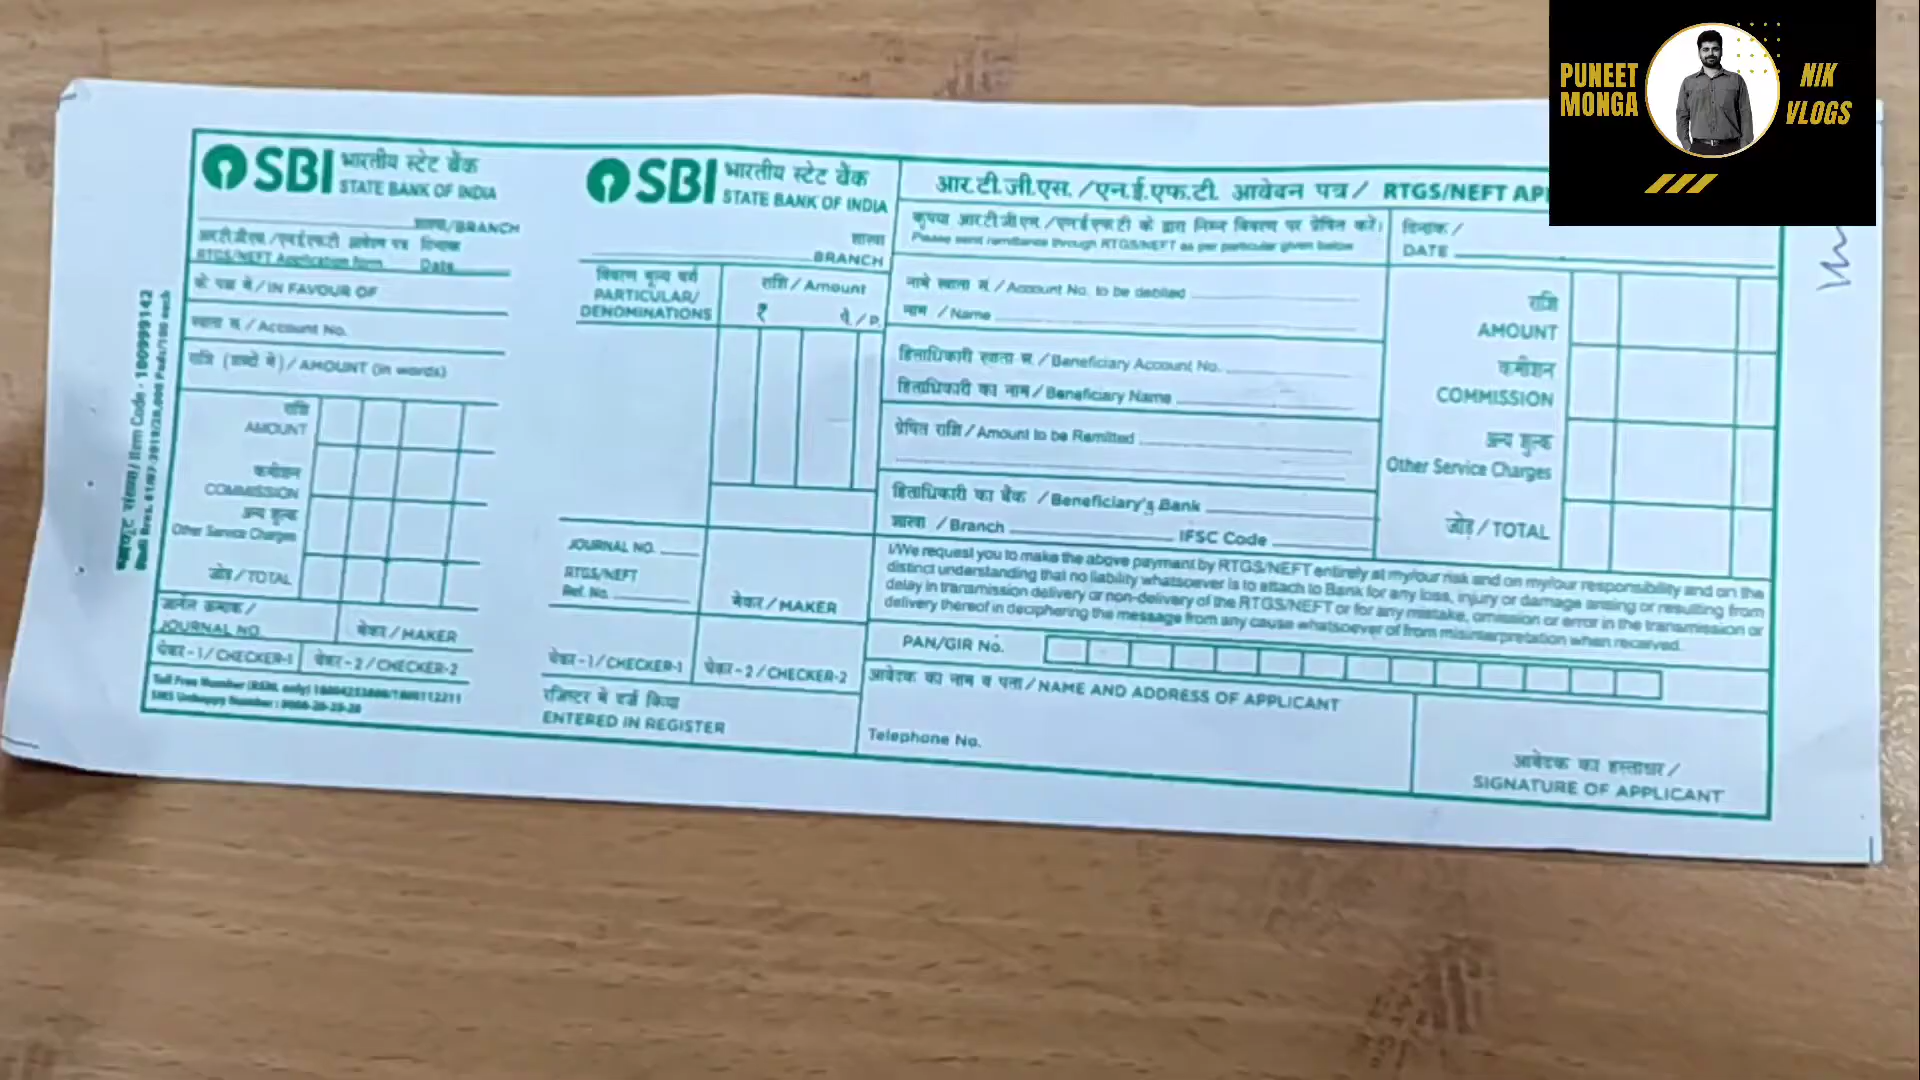 PUNEET
MONGA
NIK
VLOGS
SBI भारतीय स्टेट बैंक
STATE BANK OF INDIA
शाखा/BRANCH
आर.टी.जी.एस./एन.ई.एफ.टी. आवेदन पत्र दिनांक
RTGS/NEFT Application form Date
के पक्ष में/IN FAVOUR OF
खाता सं./Account No.
राशि (शब्दों में)/AMOUNT (in words)
राशि
AMOUNT
कमीशन
COMMISSION
अन्य शुल्क
Other Service Charges
जोड़/TOTAL
जर्नल क्रमांक/
JOURNAL NO.
मेकर/MAKER
चेकर-1/CHECKER-1
चेकर-2/CHECKER-2
SBI भारतीय स्टेट बैंक
STATE BANK OF INDIA
शाखा
BRANCH
विवरण मूल्य वर्ग
PARTICULAR/
DENOMINATIONS
राशि/Amount
₹ पै./P.
JOURNAL NO.
RTGS/NEFT
Ref. No.
मेकर/MAKER
चेकर-1/CHECKER-1
चेकर-2/CHECKER-2
रजिस्टर में दर्ज किया
ENTERED IN REGISTER
आर.टी.जी.एस./एन.ई.एफ.टी. आवेदन पत्र/ RTGS/NEFT AP
कृपया आरटीजीएस/एनईएफटी के द्वारा निम्न विवरण पर प्रेषित करें।
Please sent remittance through RTGS/NEFT as per particular given below
दिनांक/
DATE
नामे खाता सं./Account No. to be debited
नाम /Name
हिताधिकारी खाता सं./Beneficiary Account No.
हिताधिकारी का नाम/Beneficiary Name
प्रेषित राशि/Amount to be Remitted
हिताधिकारी का बैंक /Beneficiary's Bank
शाखा /Branch IFSC Code
राशि
AMOUNT
कमीशन
COMMISSION
अन्य शुल्क
Other Service Charges
जोड़/TOTAL
I/We request you to make the above payment by RTGS/NEFT entirely at my/our risk and on my/our responsibility and on the
distinct understanding that no liability whatsoever is to attach to Bank for any loss, injury or damage arising or resulting from
delay in transmission delivery or non-delivery of the RTGS/NEFT or for any mistake, omission or error in the transmission or
delivery thereof in deciphering the message from any cause whatsoever of from misinterpretation when received.
PAN/GIR No.
आवेदक का नाम व पता/NAME AND ADDRESS OF APPLICANT
Telephone No.
आवेदक का हस्ताक्षर/
SIGNATURE OF APPLICANT